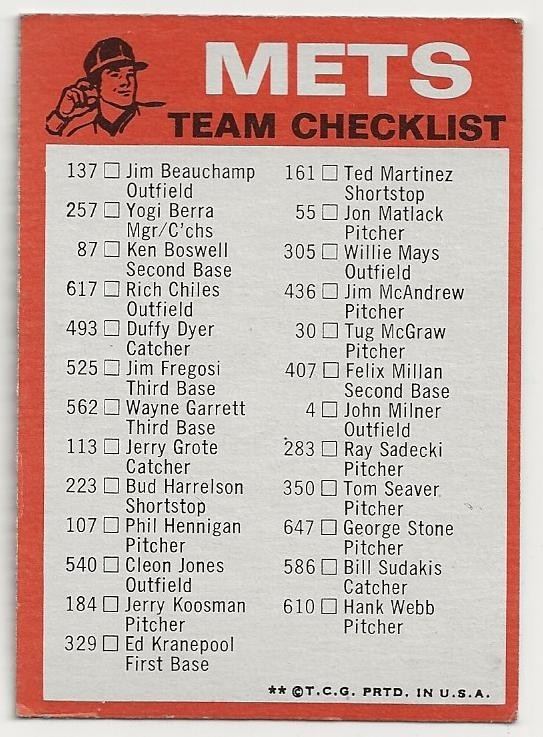 METS
TEAM CHECKLIST
137 ☐ Jim Beauchamp
Outfield
257 ☐ Yogi Berra
Mgr/C'chs
87 ☐ Ken Boswell
Second Base
617 ☐ Rich Chiles
Outfield
493 ☐ Duffy Dyer
Catcher
525 ☐ Jim Fregosi
Third Base
562 ☐ Wayne Garrett
Third Base
113 ☐ Jerry Grote
Catcher
223 ☐ Bud Harrelson
Shortstop
107 ☐ Phil Hennigan
Pitcher
540 ☐ Cleon Jones
Outfield
184 ☐ Jerry Koosman
Pitcher
329 ☐ Ed Kranepool
First Base
161 ☐ Ted Martinez
Shortstop
55 ☐ Jon Matlack
Pitcher
305 ☐ Willie Mays
Outfield
436 ☐ Jim McAndrew
Pitcher
30 ☐ Tug McGraw
Pitcher
407 ☐ Felix Millan
Second Base
4 ☐ John Milner
Outfield
283 ☐ Ray Sadecki
Pitcher
350 ☐ Tom Seaver
Pitcher
647 ☐ George Stone
Pitcher
586 ☐ Bill Sudakis
Catcher
610 ☐ Hank Webb
Pitcher
** ©T.C.G. PRTD. IN U.S.A.